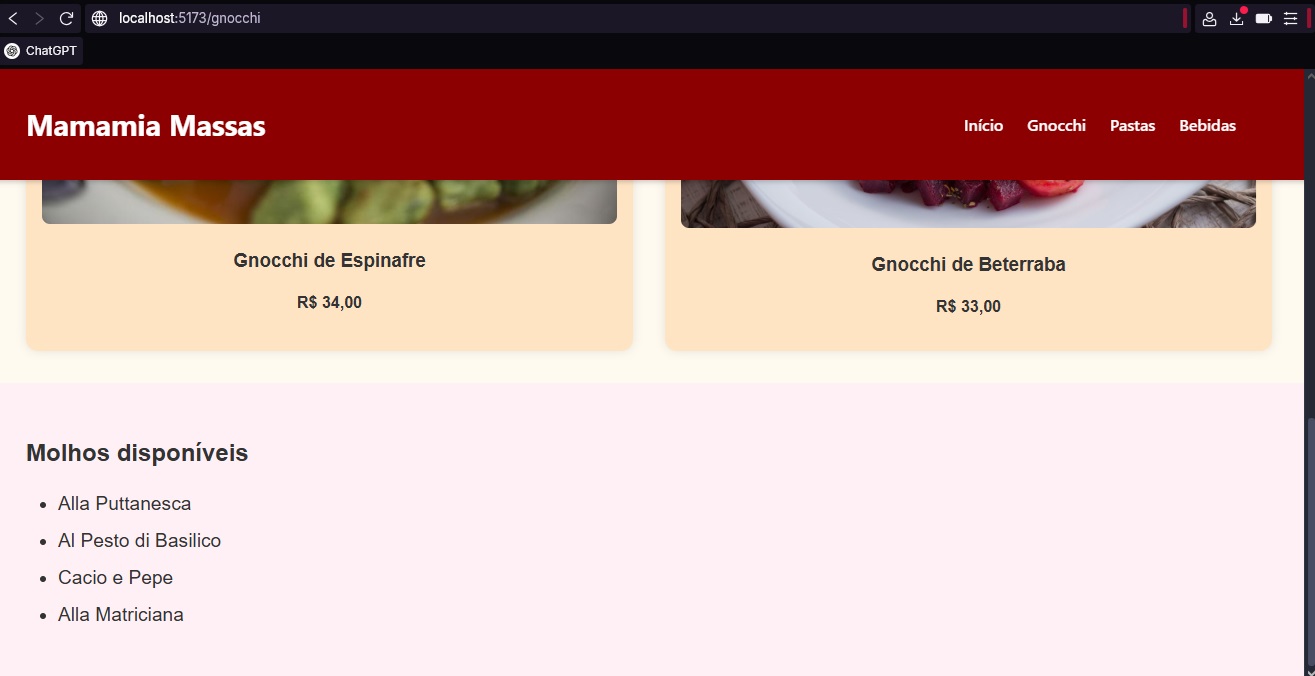 localhost:5173/gnocchi
ChatGPT
Mamamia Massas
Início Gnocchi Pastas Bebidas
Gnocchi de Espinafre
R$ 34,00
Gnocchi de Beterraba
R$ 33,00
Molhos disponíveis
Alla Puttanesca
Al Pesto di Basilico
Cacio e Pepe
Alla Matriciana